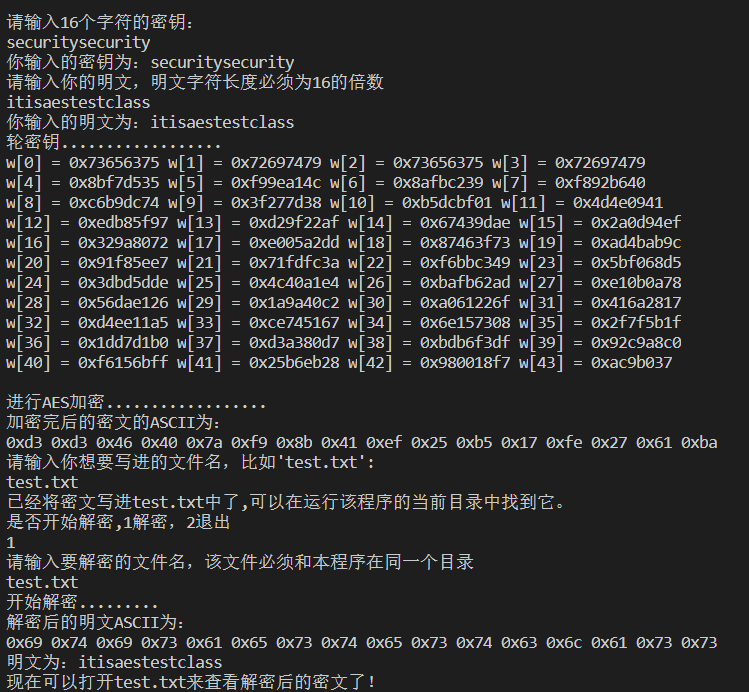 请输入16个字符的密钥：
securitysecurity
你输入的密钥为：securitysecurity
请输入你的明文，明文字符长度必须为16的倍数
itisaestestclass
你输入的明文为：itisaestestclass
轮密钥..................
w[0] = 0x73656375 w[1] = 0x72697479 w[2] = 0x73656375 w[3] = 0x72697479
w[4] = 0x8bf7d535 w[5] = 0xf99ea14c w[6] = 0x8afbc239 w[7] = 0xf892b640
w[8] = 0xc6b9dc74 w[9] = 0x3f277d38 w[10] = 0xb5dcbf01 w[11] = 0x4d4e0941
w[12] = 0xedb85f97 w[13] = 0xd29f22af w[14] = 0x67439dae w[15] = 0x2a0d94ef
w[16] = 0x329a8072 w[17] = 0xe005a2dd w[18] = 0x87463f73 w[19] = 0xad4bab9c
w[20] = 0x91f85ee7 w[21] = 0x71fdfc3a w[22] = 0xf6bbc349 w[23] = 0x5bf068d5
w[24] = 0x3dbd5dde w[25] = 0x4c40a1e4 w[26] = 0xbafb62ad w[27] = 0xe10b0a78
w[28] = 0x56dae126 w[29] = 0x1a9a40c2 w[30] = 0xa061226f w[31] = 0x416a2817
w[32] = 0xd4ee11a5 w[33] = 0xce745167 w[34] = 0x6e157308 w[35] = 0x2f7f5b1f
w[36] = 0x1dd7d1b0 w[37] = 0xd3a380d7 w[38] = 0xbdb6f3df w[39] = 0x92c9a8c0
w[40] = 0xf6156bff w[41] = 0x25b6eb28 w[42] = 0x980018f7 w[43] = 0xac9b037
进行AES加密..................
加密完后的密文的ASCII为：
0xd3 0xd3 0x46 0x40 0x7a 0xf9 0x8b 0x41 0xef 0x25 0xb5 0x17 0xfe 0x27 0x61 0xba
请输入你想要写进的文件名，比如'test.txt':
test.txt
已经将密文写进test.txt中了,可以在运行该程序的当前目录中找到它。
是否开始解密,1解密，2退出
1
请输入要解密的文件名，该文件必须和本程序在同一个目录
test.txt
开始解密.........
解密后的明文ASCII为：
0x69 0x74 0x69 0x73 0x61 0x65 0x73 0x74 0x65 0x73 0x74 0x63 0x6c 0x61 0x73 0x73
明文为：itisaestestclass
现在可以打开test.txt来查看解密后的密文了！